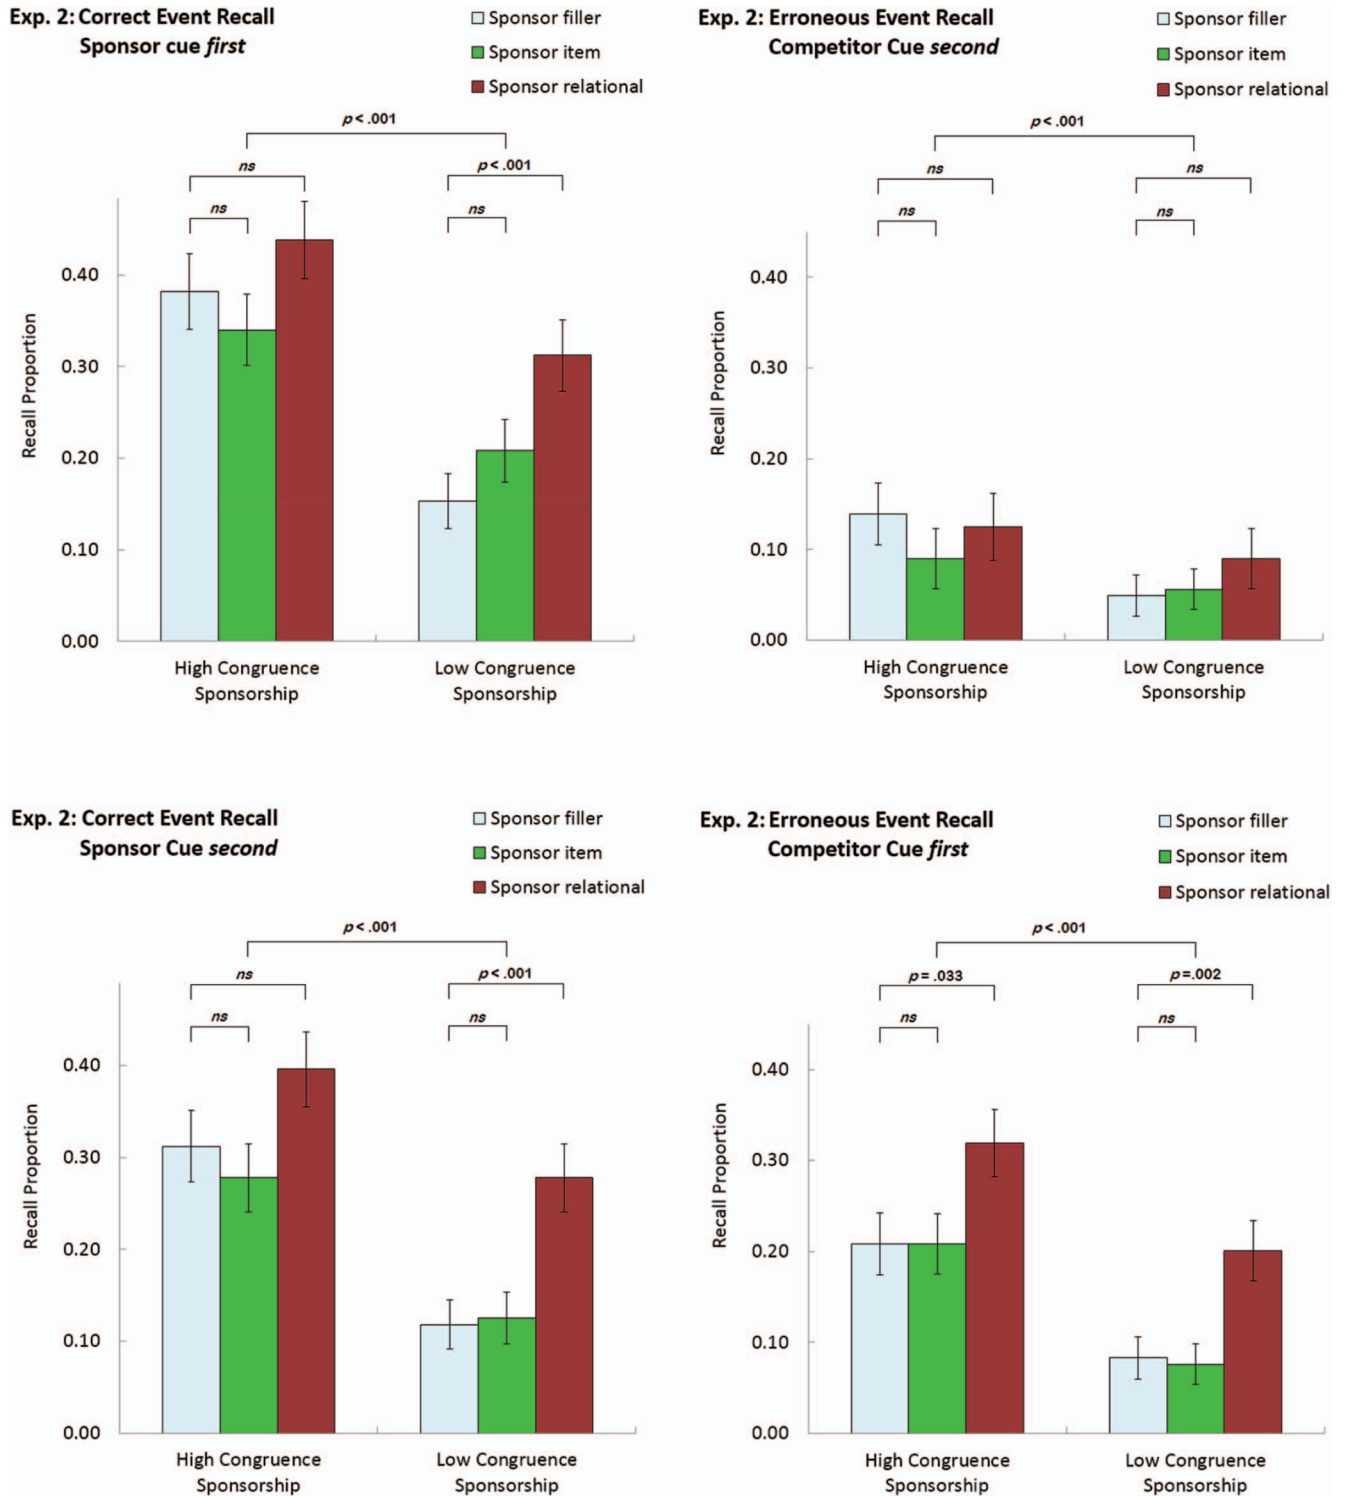 Exp. 2: Correct Event Recall
Sponsor cue first
Sponsor filler
Sponsor item
Sponsor relational
p < .001
ns
p < .001
ns
ns
0.40
0.30
0.20
0.10
0.00
Recall Proportion
High Congruence
Sponsorship
Low Congruence
Sponsorship
Exp. 2: Erroneous Event Recall
Competitor Cue second
Sponsor filler
Sponsor item
Sponsor relational
p < .001
ns
ns
ns
ns
0.40
0.30
0.20
0.10
0.00
Recall Proportion
High Congruence
Sponsorship
Low Congruence
Sponsorship
Exp. 2: Correct Event Recall
Sponsor Cue second
Sponsor filler
Sponsor item
Sponsor relational
p < .001
ns
p < .001
ns
ns
0.40
0.30
0.20
0.10
0.00
Recall Proportion
High Congruence
Sponsorship
Low Congruence
Sponsorship
Exp. 2: Erroneous Event Recall
Competitor Cue first
Sponsor filler
Sponsor item
Sponsor relational
p < .001
p = .033
p =.002
ns
ns
0.40
0.30
0.20
0.10
0.00
Recall Proportion
High Congruence
Sponsorship
Low Congruence
Sponsorship